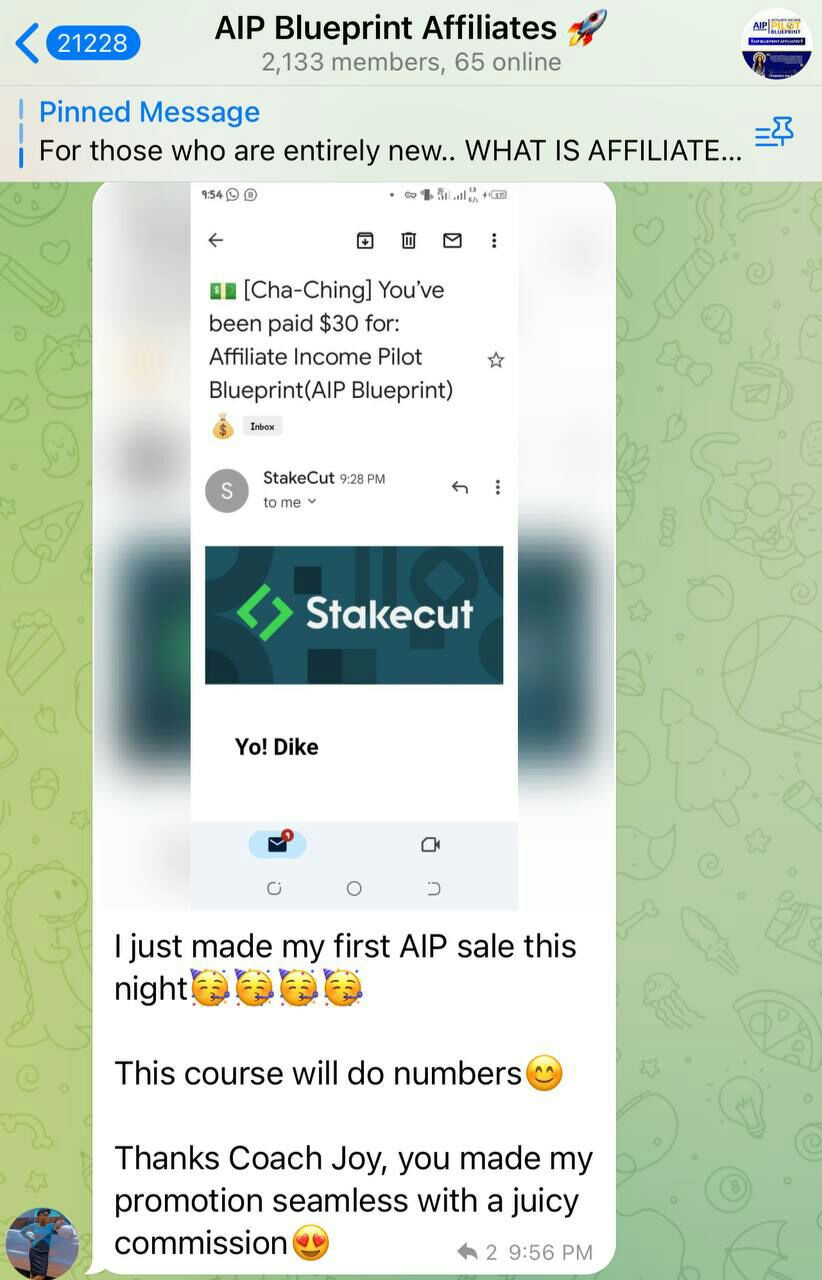 21228
AIP Blueprint Affiliates 🚀
2,133 members, 65 online
AIP
PILOT
BLUEPRINT
Pinned Message
For those who are entirely new.. WHAT IS AFFILIATE...
9:54
💵 [Cha-Ching] You've
been paid $30 for:
Affiliate Income Pilot
Blueprint(AIP Blueprint)
💰 Inbox
S
StakeCut 9:28 PM
to me
Stakecut
Yo! Dike
I just made my first AIP sale this
night🥳🥳🥳🥳
This course will do numbers😊
Thanks Coach Joy, you made my
promotion seamless with a juicy
commission😍
2 9:56 PM